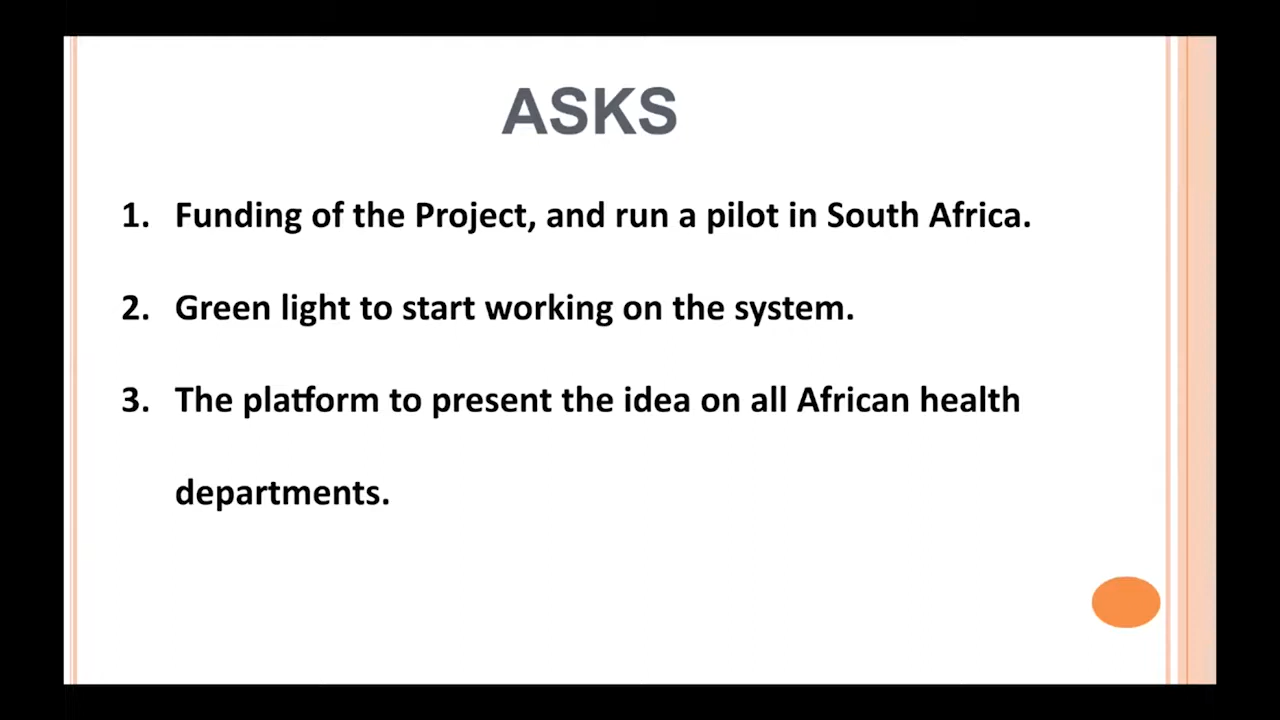 ASKS
1. Funding of the Project, and run a pilot in South Africa.
2. Green light to start working on the system.
3. The platform to present the idea on all African health
departments.